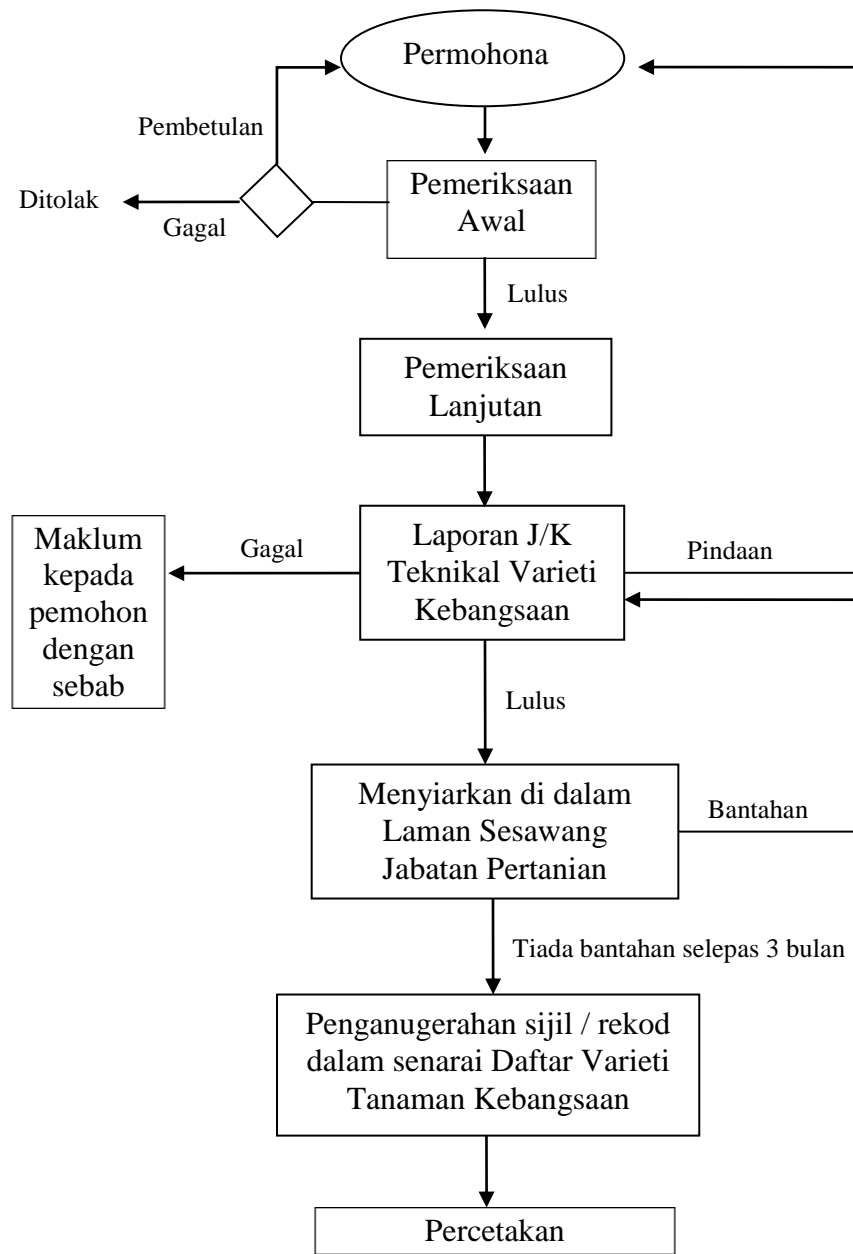 Permohona
Pembetulan
Pemeriksaan
Awal
Ditolak
Gagal
Lulus
Pemeriksaan
Lanjutan
Maklum
kepada
pemohon
dengan
sebab
Gagal
Laporan J/K
Teknikal Varieti
Kebangsaan
Pindaan
Lulus
Menyiarkan di dalam
Laman Sesawang
Jabatan Pertanian
Bantahan
Tiada bantahan selepas 3 bulan
Penganugerahan sijil / rekod
dalam senarai Daftar Varieti
Tanaman Kebangsaan
Percetakan